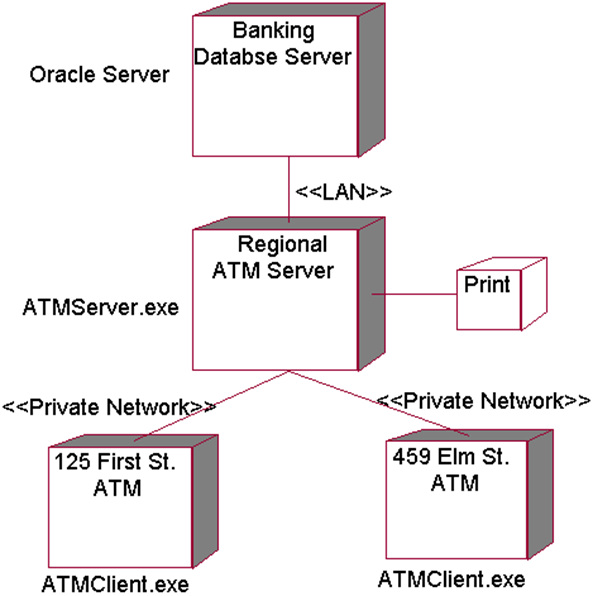 Banking
Databse Server
Oracle Server
<<LAN>>
Regional
ATM Server
Print
ATMServer.exe
<<Private Network>>
<<Private Network>>
125 First St.
ATM
459 Elm St.
ATM
ATMClient.exe
ATMClient.exe